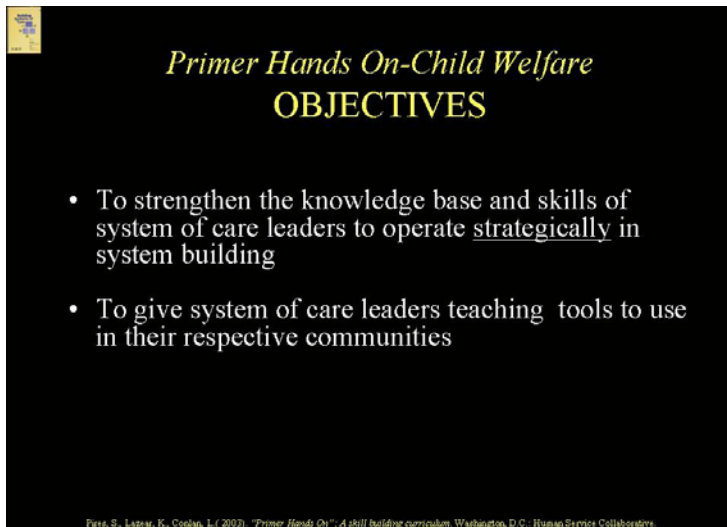 Primer Hands On-Child Welfare
OBJECTIVES
• To strengthen the knowledge base and skills of
system of care leaders to operate strategically in
system building
• To give system of care leaders teaching tools to use
in their respective communities
Pires, S., Lazear, K., Conlan, L.( 2003). "Primer Hands On": A skill building curriculum. Washington, D.C.: Human Service Collaborative.